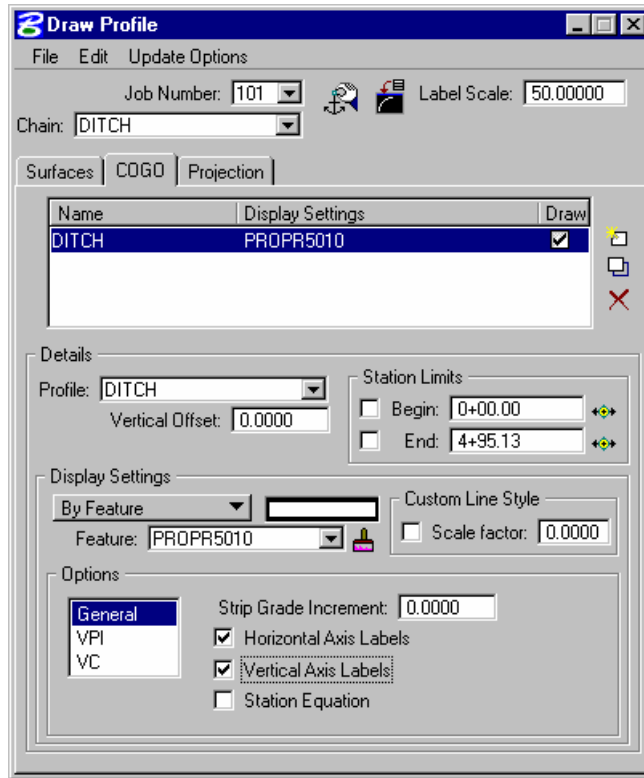 Draw Profile
File Edit Update Options
Job Number: 101 Label Scale: 50.00000
Chain: DITCH
Surfaces COGO Projection
Name Display Settings Draw
DITCH PROPR5010
Details
Profile: DITCH
Vertical Offset: 0.0000
Station Limits
Begin: 0+00.00
End: 4+95.13
Display Settings
By Feature
Feature: PROPR5010
Custom Line Style
Scale factor: 0.0000
Options
General
VPI
VC
Strip Grade Increment: 0.0000
Horizontal Axis Labels
Vertical Axis Labels
Station Equation